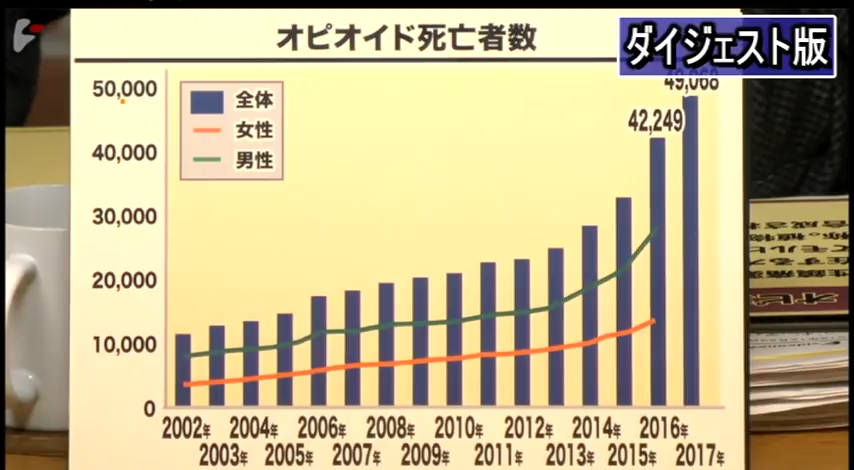 オピオイド死亡者数
ダイジェスト版
50,000
40,000
30,000
20,000
10,000
0
全体
女性
男性
42,249
49,068
2002年
2003年
2004年
2005年
2006年
2007年
2008年
2009年
2010年
2011年
2012年
2013年
2014年
2015年
2016年
2017年